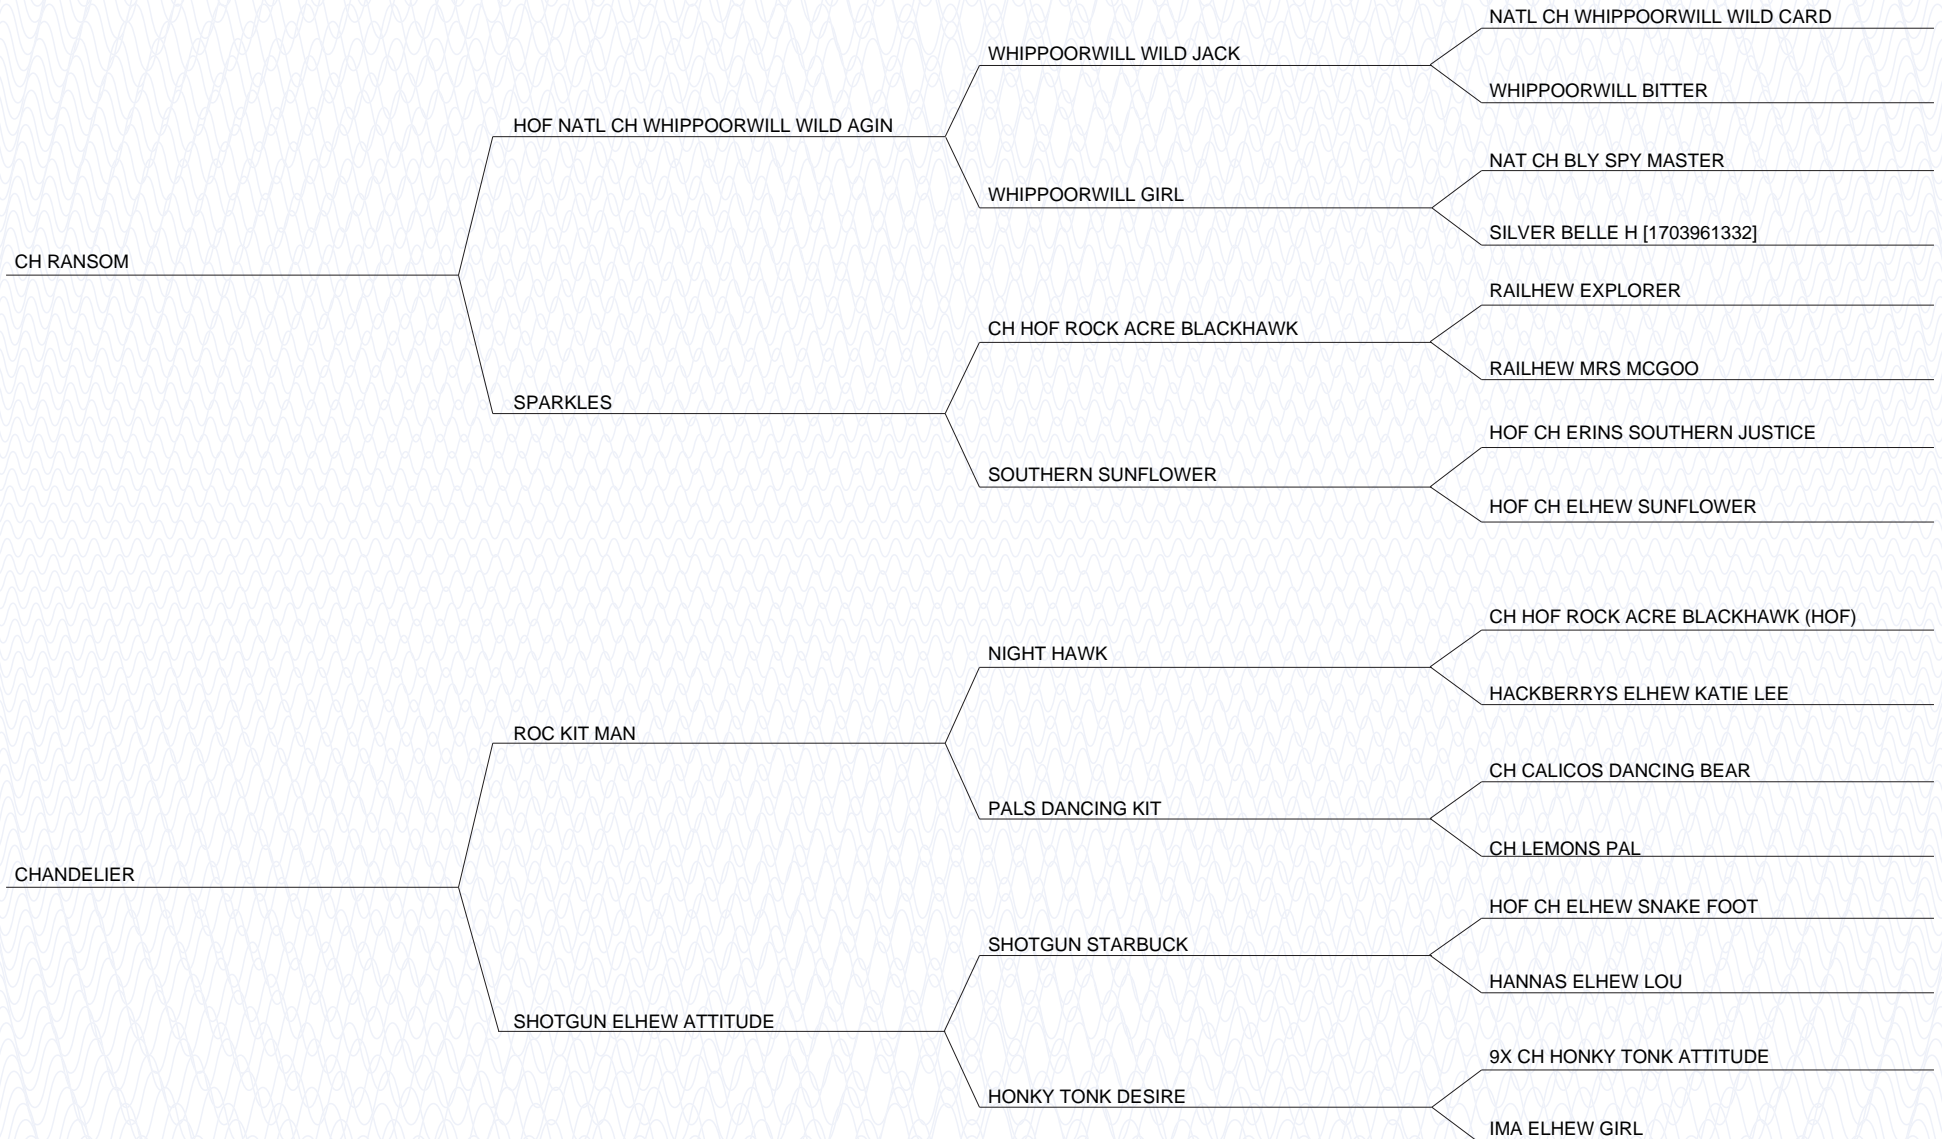 NATL CH WHIPPOORWILL WILD CARD
WHIPPOORWILL WILD JACK
WHIPPOORWILL BITTER
HOF NATL CH WHIPPOORWILL WILD AGIN
NAT CH BLY SPY MASTER
WHIPPOORWILL GIRL
SILVER BELLE H [1703961332]
CH RANSOM
RAILHEW EXPLORER
CH HOF ROCK ACRE BLACKHAWK
RAILHEW MRS MCGOO
SPARKLES
HOF CH ERINS SOUTHERN JUSTICE
SOUTHERN SUNFLOWER
HOF CH ELHEW SUNFLOWER
CH HOF ROCK ACRE BLACKHAWK (HOF)
NIGHT HAWK
HACKBERRYS ELHEW KATIE LEE
ROC KIT MAN
CH CALICOS DANCING BEAR
PALS DANCING KIT
CH LEMONS PAL
CHANDELIER
HOF CH ELHEW SNAKE FOOT
SHOTGUN STARBUCK
HANNAS ELHEW LOU
SHOTGUN ELHEW ATTITUDE
9X CH HONKY TONK ATTITUDE
HONKY TONK DESIRE
IMA ELHEW GIRL